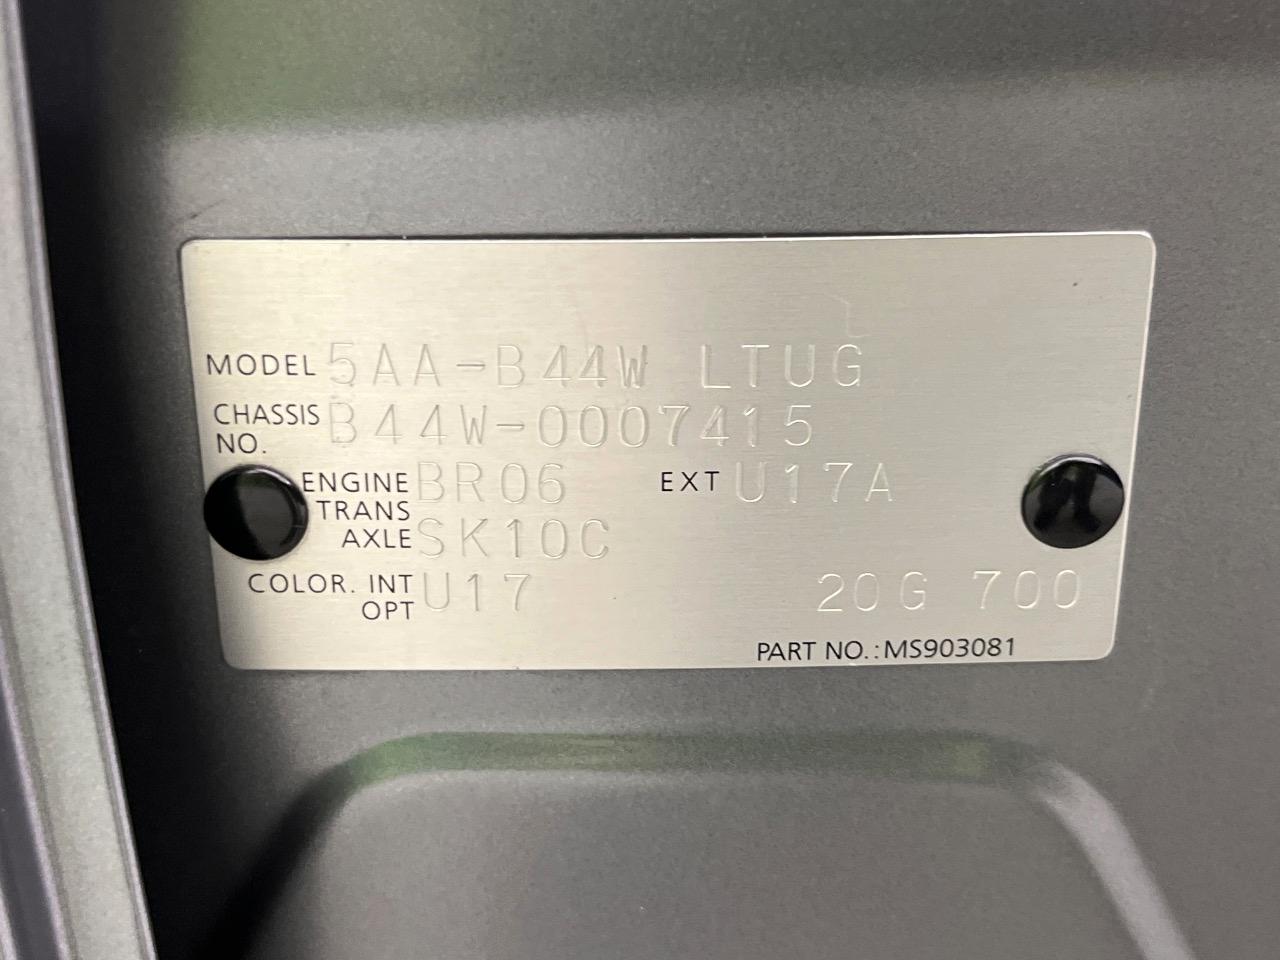 MODEL 5AA-B44W LTUG
CHASSIS NO. B44W-0007415
ENGINE BR06 EXT U17A
TRANS AXLE SK10C
COLOR. INT OPT U17 20G 700
PART NO.:MS903081